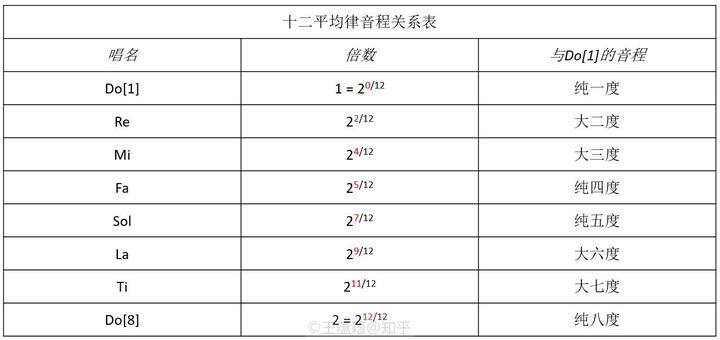 十二平均律音程关系表
唱名 倍数 与Do[1]的音程
Do[1] 1 = 2^0/12 纯一度
Re 2^2/12 大二度
Mi 2^4/12 大三度
Fa 2^5/12 纯四度
Sol 2^7/12 纯五度
La 2^9/12 大六度
Ti 2^11/12 大七度
Do[8] 2 = 2^12/12 纯八度